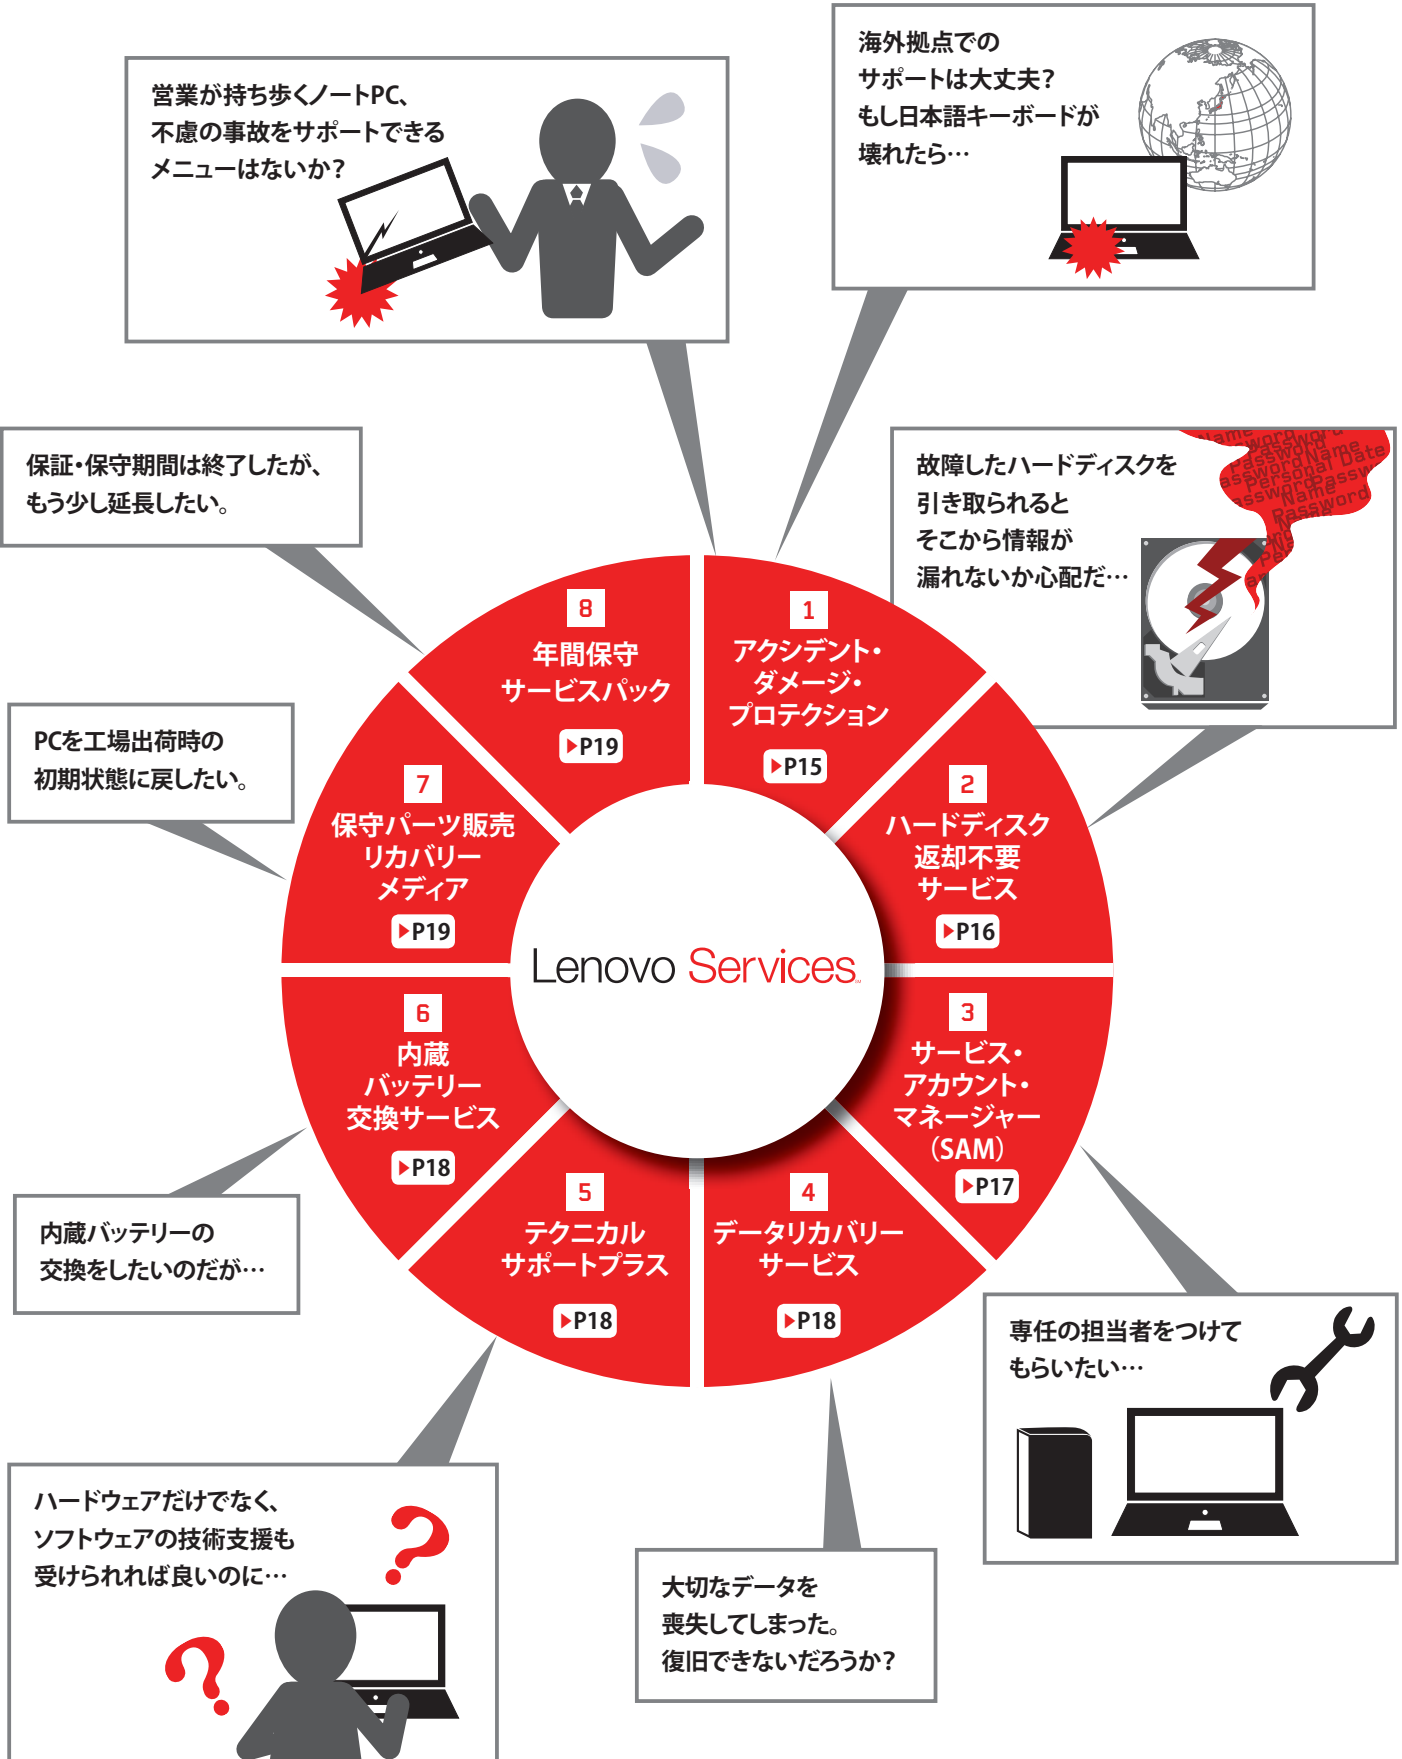 営業が持ち歩くノートPC、
不慮の事故をサポートできる
メニューはないか？
海外拠点での
サポートは大丈夫？
もし日本語キーボードが
壊れたら…
保証・保守期間は終了したが、
もう少し延長したい。
故障したハードディスクを
引き取られると
そこから情報が
漏れないか心配だ…
PCを工場出荷時の
初期状態に戻したい。
1
アクシデント・
ダメージ・
プロテクション
▶P15
2
ハードディスク
返却不要
サービス
▶P16
3
サービス・
アカウント・
マネージャー
（SAM）
▶P17
4
データリカバリー
サービス
▶P18
5
テクニカル
サポートプラス
▶P18
6
内蔵
バッテリー
交換サービス
▶P18
7
保守パーツ販売
リカバリー
メディア
▶P19
8
年間保守
サービスパック
▶P19
Lenovo Services
内蔵バッテリーの
交換をしたいのだが…
専任の担当者をつけて
もらいたい…
ハードウェアだけでなく、
ソフトウェアの技術支援も
受けられれば良いのに…
大切なデータを
喪失してしまった。
復旧できないだろうか？